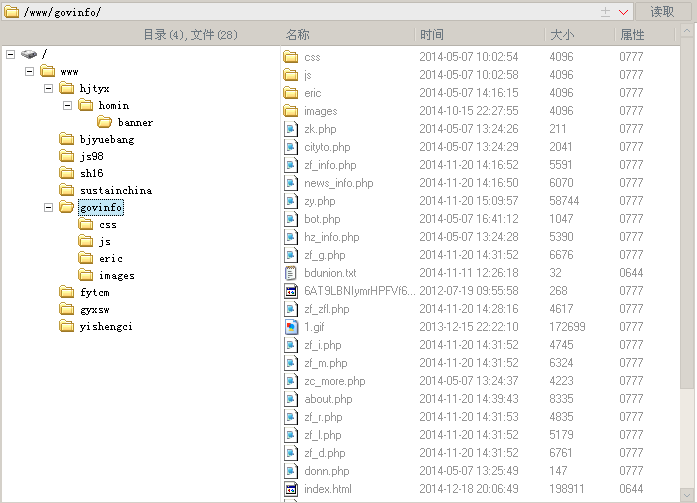 /www/govinfo/ 读取
目录(4),文件(28) 名称 时间 大小 属性
/
www
hjtyx
homin
banner
bjyuebang
js98
sh16
sustainchina
govinfo
css
js
eric
images
fytcm
gyxsw
yishengci
css 2014-05-07 10:02:54 4096 0777
js 2014-05-07 10:02:58 4096 0777
eric 2014-05-07 14:16:15 4096 0777
images 2014-10-15 22:27:55 4096 0777
zk.php 2014-05-07 13:24:26 211 0777
cityto.php 2014-05-07 13:24:29 2041 0777
zf_info.php 2014-11-20 14:16:52 5591 0777
news_info.php 2014-11-20 14:16:50 6070 0777
zy.php 2014-11-20 15:09:57 58744 0777
bot.php 2014-05-07 16:41:12 1047 0777
hz_info.php 2014-05-07 13:24:28 5390 0777
zf_g.php 2014-11-20 14:31:52 6676 0777
bdunion.txt 2014-11-11 12:26:18 32 0644
6AT9LBNIymrHPFVf6... 2012-07-19 09:55:58 268 0777
zf_zfl.php 2014-11-20 14:28:16 4617 0777
1.gif 2013-12-15 22:22:10 172699 0777
zf_i.php 2014-11-20 14:31:52 4745 0777
zf_m.php 2014-11-20 14:31:52 6324 0777
zc_more.php 2014-05-07 13:24:37 4223 0777
about.php 2014-11-20 14:39:43 8335 0777
zf_r.php 2014-11-20 14:31:53 4835 0777
zf_l.php 2014-11-20 14:31:52 5179 0777
zf_d.php 2014-11-20 14:31:52 6761 0777
donn.php 2014-05-07 13:25:49 147 0777
index.html 2014-12-18 20:06:49 198911 0644